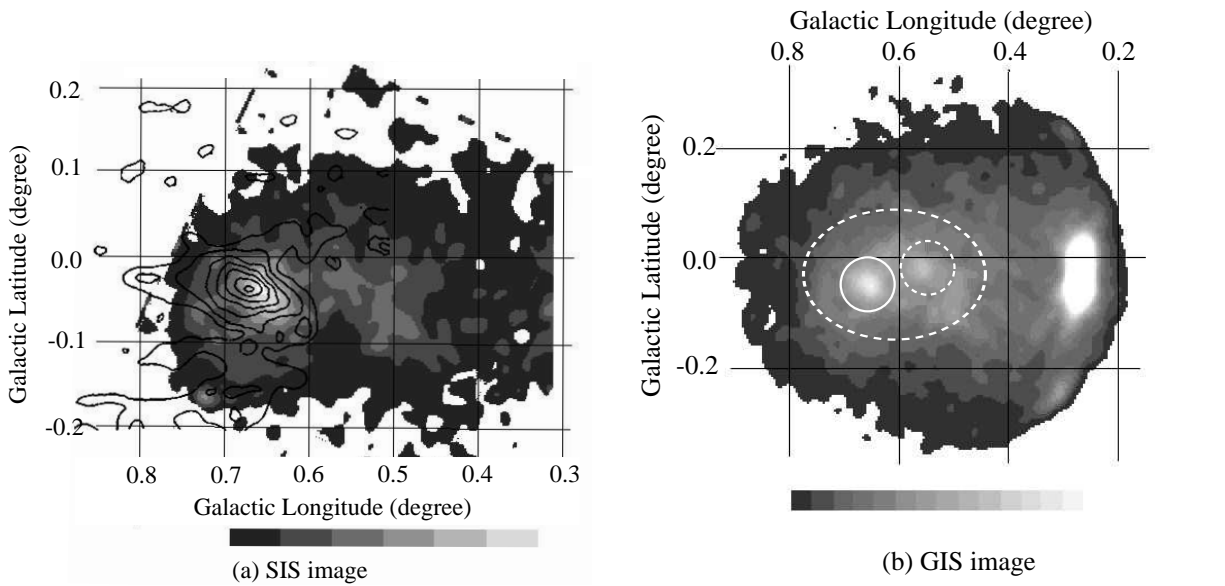 Galactic Latitude (degree)
0.2
0.1
0.0
-0.1
-0.2
0.8 0.7 0.6 0.5 0.4 0.3
Galactic Longitude (degree)
(a) SIS image
Galactic Longitude (degree)
0.8 0.6 0.4 0.2
Galactic Latitude (degree)
0.2
0.0
-0.2
(b) GIS image